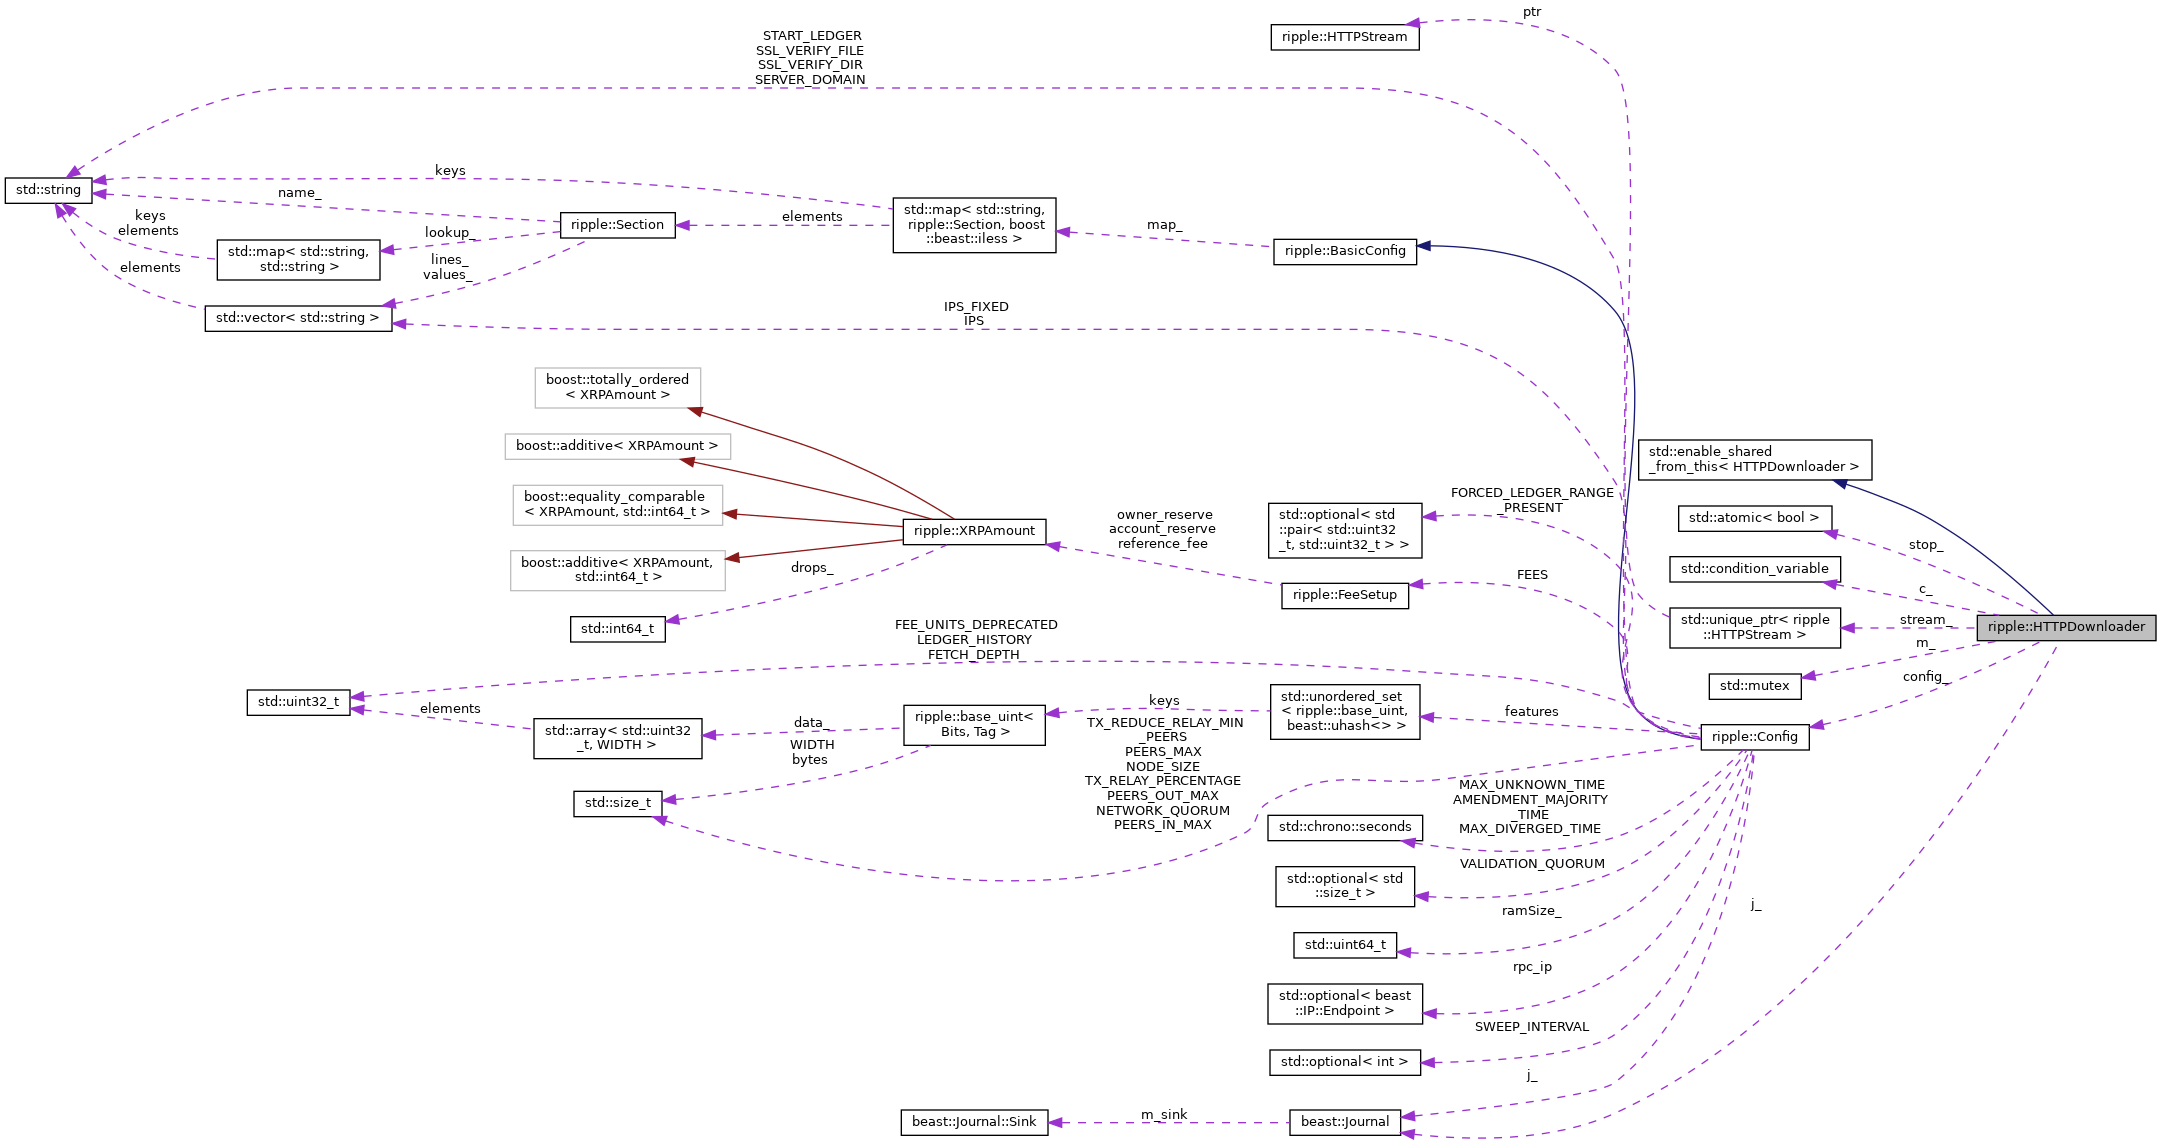 ptr
ripple::HTTPStream
START_LEDGER
SSL_VERIFY_FILE
SSL_VERIFY_DIR
SERVER_DOMAIN
keys
std::string
name_
keys
elements
lookup_
ripple::Section
elements
std::map< std::string,
ripple::Section, boost
::beast::iless >
map_
ripple::BasicConfig
std::map< std::string,
std::string >
elements
lines_
values_
std::vector< std::string >
IPS_FIXED
IPS
boost::totally_ordered
< XRPAmount >
boost::additive< XRPAmount >
boost::equality_comparable
< XRPAmount, std::int64_t >
boost::additive< XRPAmount,
std::int64_t >
ripple::XRPAmount
drops_
std::int64_t
owner_reserve
account_reserve
reference_fee
std::optional< std
::pair< std::uint32
_t, std::uint32_t > >
FORCED_LEDGER_RANGE
_PRESENT
FEES
ripple::FeeSetup
std::enable_shared
_from_this< HTTPDownloader >
std::atomic< bool >
stop_
std::condition_variable
c_
std::unique_ptr< ripple
::HTTPStream >
stream_
ripple::HTTPDownloader
m_
std::mutex
config_
FEE_UNITS_DEPRECATED
LEDGER_HISTORY
FETCH_DEPTH
std::uint32_t
elements
std::array< std::uint32
_t, WIDTH >
data_
WIDTH
bytes
ripple::base_uint<
Bits, Tag >
keys
std::unordered_set
< ripple::base_uint,
beast::uhash<> >
features
ripple::Config
std::size_t
TX_REDUCE_RELAY_MIN
_PEERS
PEERS_MAX
NODE_SIZE
TX_RELAY_PERCENTAGE
PEERS_OUT_MAX
NETWORK_QUORUM
PEERS_IN_MAX
MAX_UNKNOWN_TIME
AMENDMENT_MAJORITY
_TIME
MAX_DIVERGED_TIME
std::chrono::seconds
VALIDATION_QUORUM
std::optional< std
::size_t >
ramSize_
std::uint64_t
j_
rpc_ip
std::optional< beast
::IP::Endpoint >
SWEEP_INTERVAL
std::optional< int >
j_
beast::Journal::Sink
m_sink
beast::Journal